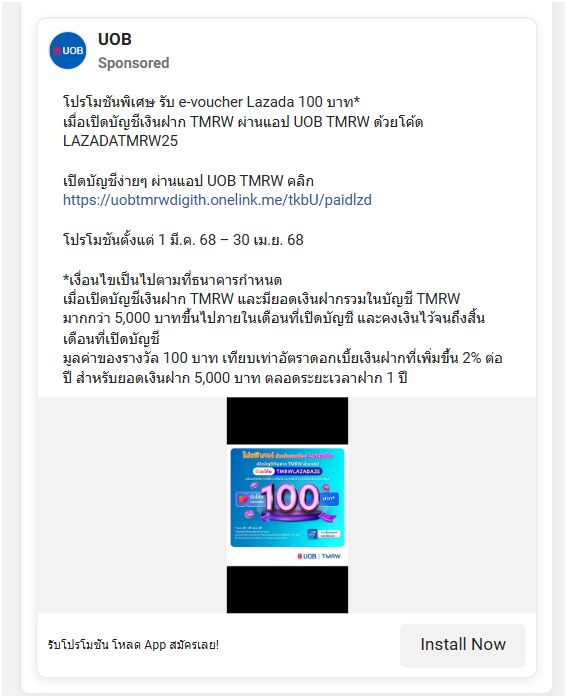 UOB
UOB
Sponsored
โปรโมชันพิเศษ รับ e-voucher Lazada 100 บาท*
เมื่อเปิดบัญชีเงินฝาก TMRW ผ่านแอป UOB TMRW ด้วยโค้ด
LAZADATMRW25
เปิดบัญชีง่ายๆ ผ่านแอป UOB TMRW คลิก
https://uobtmrwdigith.onelink.me/tkbU/paidlzd
โปรโมชันตั้งแต่ 1 มี.ค. 68 – 30 เม.ย. 68
*เงื่อนไขเป็นไปตามที่ธนาคารกำหนด
เมื่อเปิดบัญชีเงินฝาก TMRW และมียอดเงินฝากรวมในบัญชี TMRW
มากกว่า 5,000 บาทขึ้นไปภายในเดือนที่เปิดบัญชี และคงเงินไว้จนถึงสิ้น
เดือนที่เปิดบัญชี
มูลค่าของรางวัล 100 บาท เทียบเท่าอัตราดอกเบี้ยเงินฝากที่เพิ่มขึ้น 2% ต่อ
ปี สำหรับยอดเงินฝาก 5,000 บาท ตลอดระยะเวลาฝาก 1 ปี
เปิดบัญชีเงินฝาก TMRW
TMRWLAZADA25
100
บาท*
UOB TMRW
รับโปรโมชัน โหลด App สมัครเลย!
Install Now